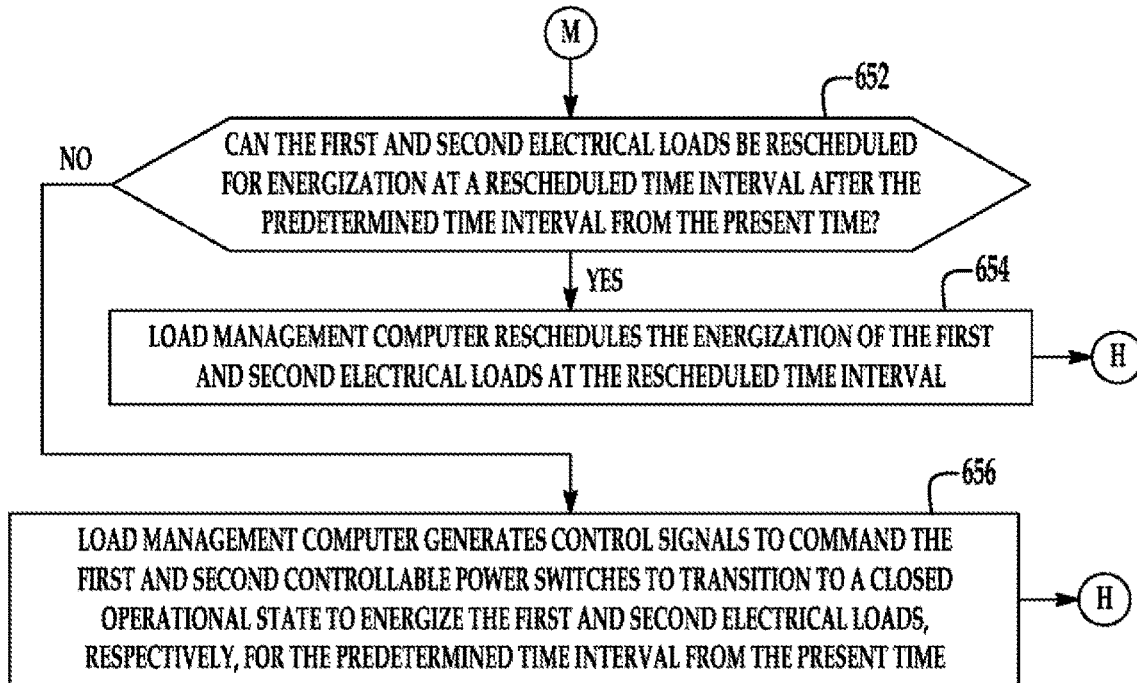 M
652
CAN THE FIRST AND SECOND ELECTRICAL LOADS BE RESCHEDULED
FOR ENERGIZATION AT A RESCHEDULED TIME INTERVAL AFTER THE
PREDETERMINED TIME INTERVAL FROM THE PRESENT TIME?
NO
YES
654
LOAD MANAGEMENT COMPUTER RESCHEDULES THE ENERGIZATION OF THE FIRST
AND SECOND ELECTRICAL LOADS AT THE RESCHEDULED TIME INTERVAL
H
656
LOAD MANAGEMENT COMPUTER GENERATES CONTROL SIGNALS TO COMMAND THE
FIRST AND SECOND CONTROLLABLE POWER SWITCHES TO TRANSITION TO A CLOSED
OPERATIONAL STATE TO ENERGIZE THE FIRST AND SECOND ELECTRICAL LOADS,
RESPECTIVELY, FOR THE PREDETERMINED TIME INTERVAL FROM THE PRESENT TIME
H